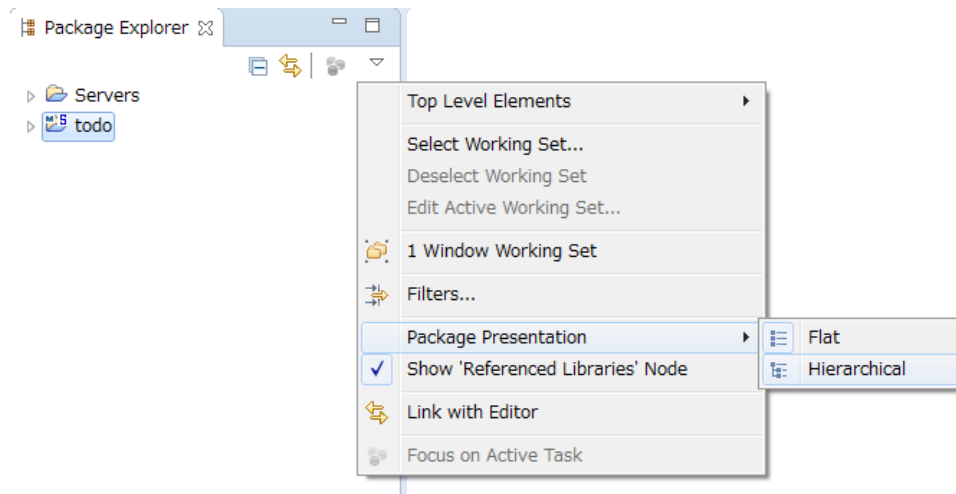 Package Explorer
Servers
todo
Top Level Elements
Select Working Set...
Deselect Working Set
Edit Active Working Set...
1 Window Working Set
Filters...
Package Presentation
Flat
Show 'Referenced Libraries' Node
Hierarchical
Link with Editor
Focus on Active Task